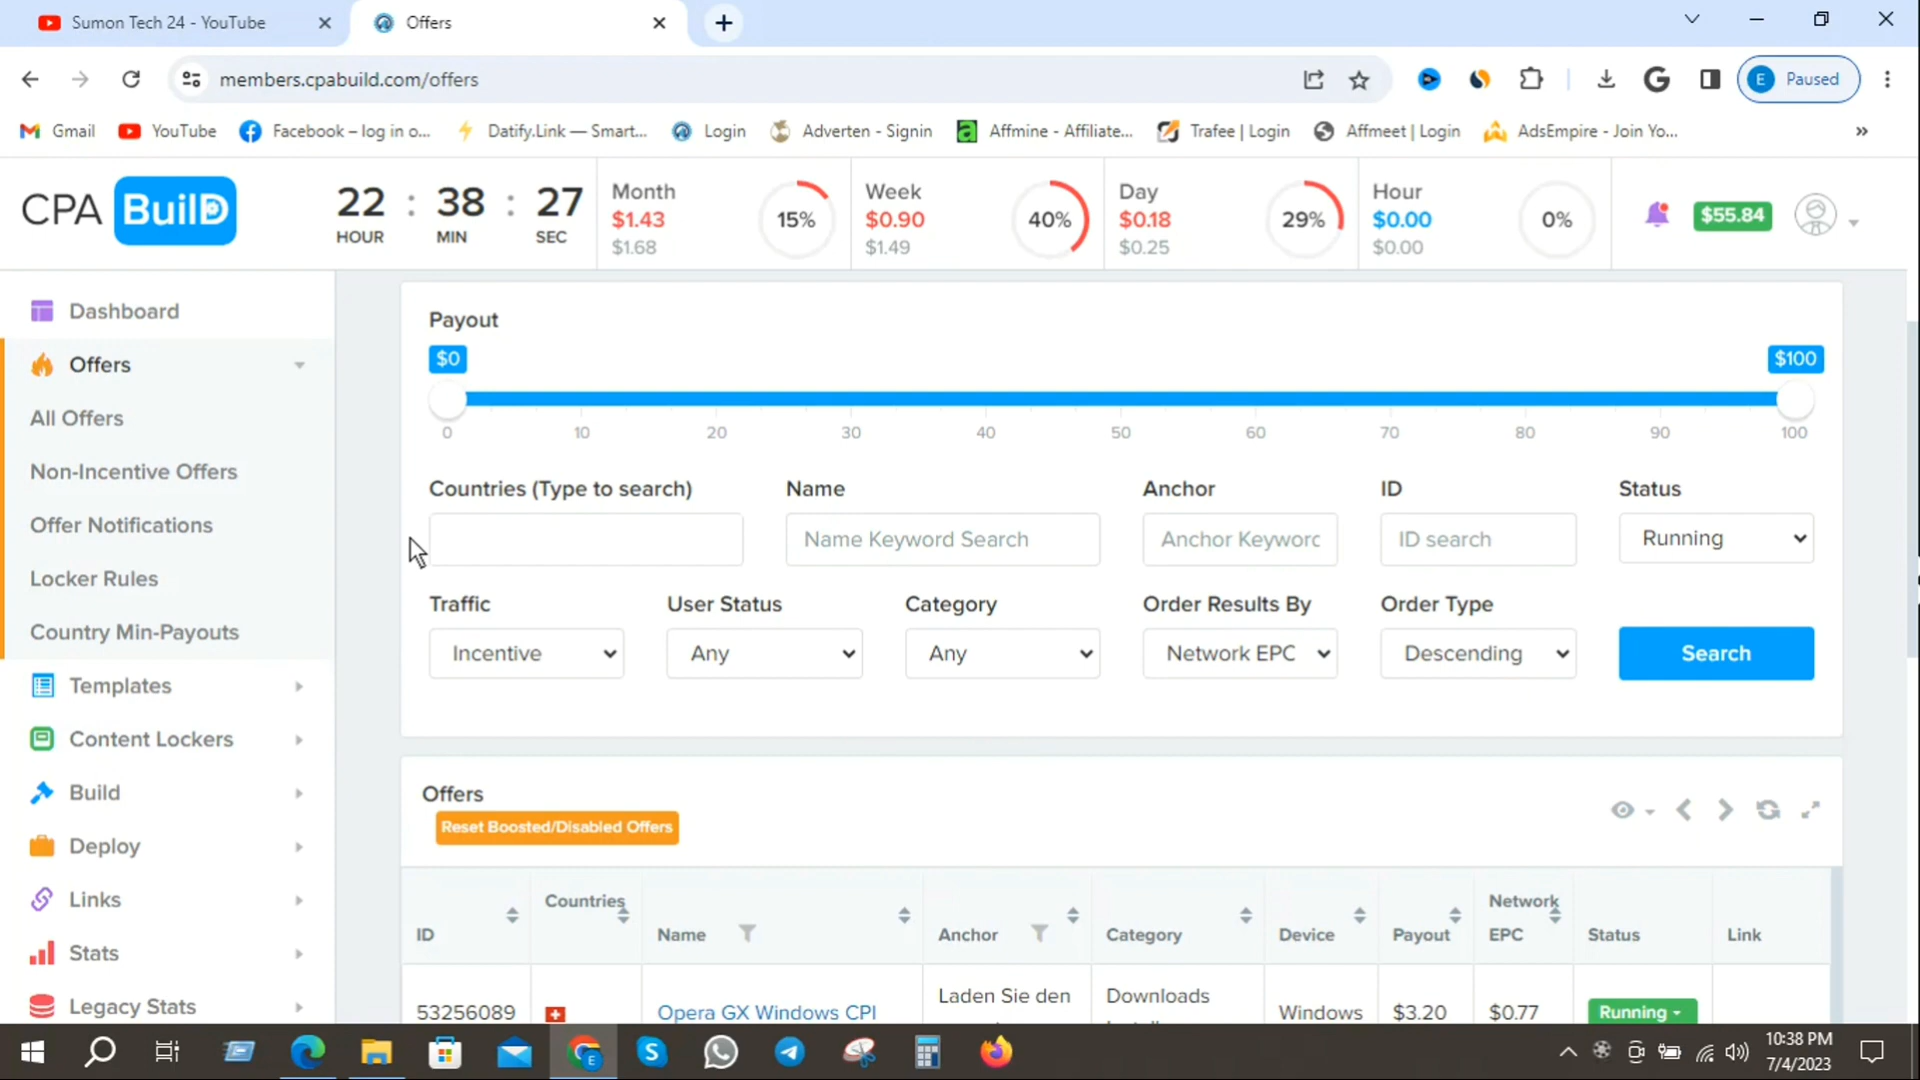 Sumon Tech 24 - YouTube
Offers
members.cpabuild.com/offers
E Paused
Gmail YouTube Facebook – log in o... Datify.Link — Smart... Login Adverten - Signin Affmine - Affiliate... Trafee | Login Affmeet | Login AdsEmpire - Join Yo... »
CPA BuilD
22 : 38 : 27
HOUR MIN SEC
Month
$1.43
$1.68
15%
Week
$0.90
$1.49
40%
Day
$0.18
$0.25
29%
Hour
$0.00
$0.00
0%
$55.84
Dashboard
Offers
All Offers
Non-Incentive Offers
Offer Notifications
Locker Rules
Country Min-Payouts
Templates
Content Lockers
Build
Deploy
Links
Stats
Legacy Stats
Payout
$0 $100
0 10 20 30 40 50 60 70 80 90 100
Countries (Type to search) Name Anchor ID Status
Name Keyword Search Anchor Keyword ID search Running
Traffic User Status Category Order Results By Order Type
Incentive Any Any Network EPC Descending Search
Offers
Reset Boosted/Disabled Offers
ID Countries Name Anchor Category Device Payout Network EPC Status Link
53256089 Opera GX Windows CPI Laden Sie den Downloads Windows $3.20 $0.77 Running
10:38 PM
7/4/2023